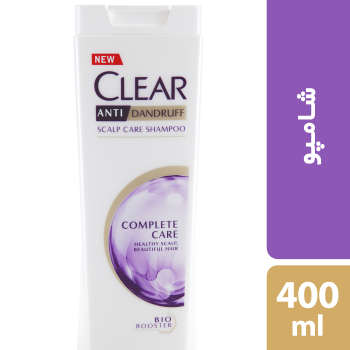 NEW
CLEAR
ANTI DANDRUFF
SCALP CARE SHAMPOO
COMPLETE
CARE
HEALTHY SCALP,
BEAUTIFUL HAIR
BIO
BOOSTER
شامپو
400
ml